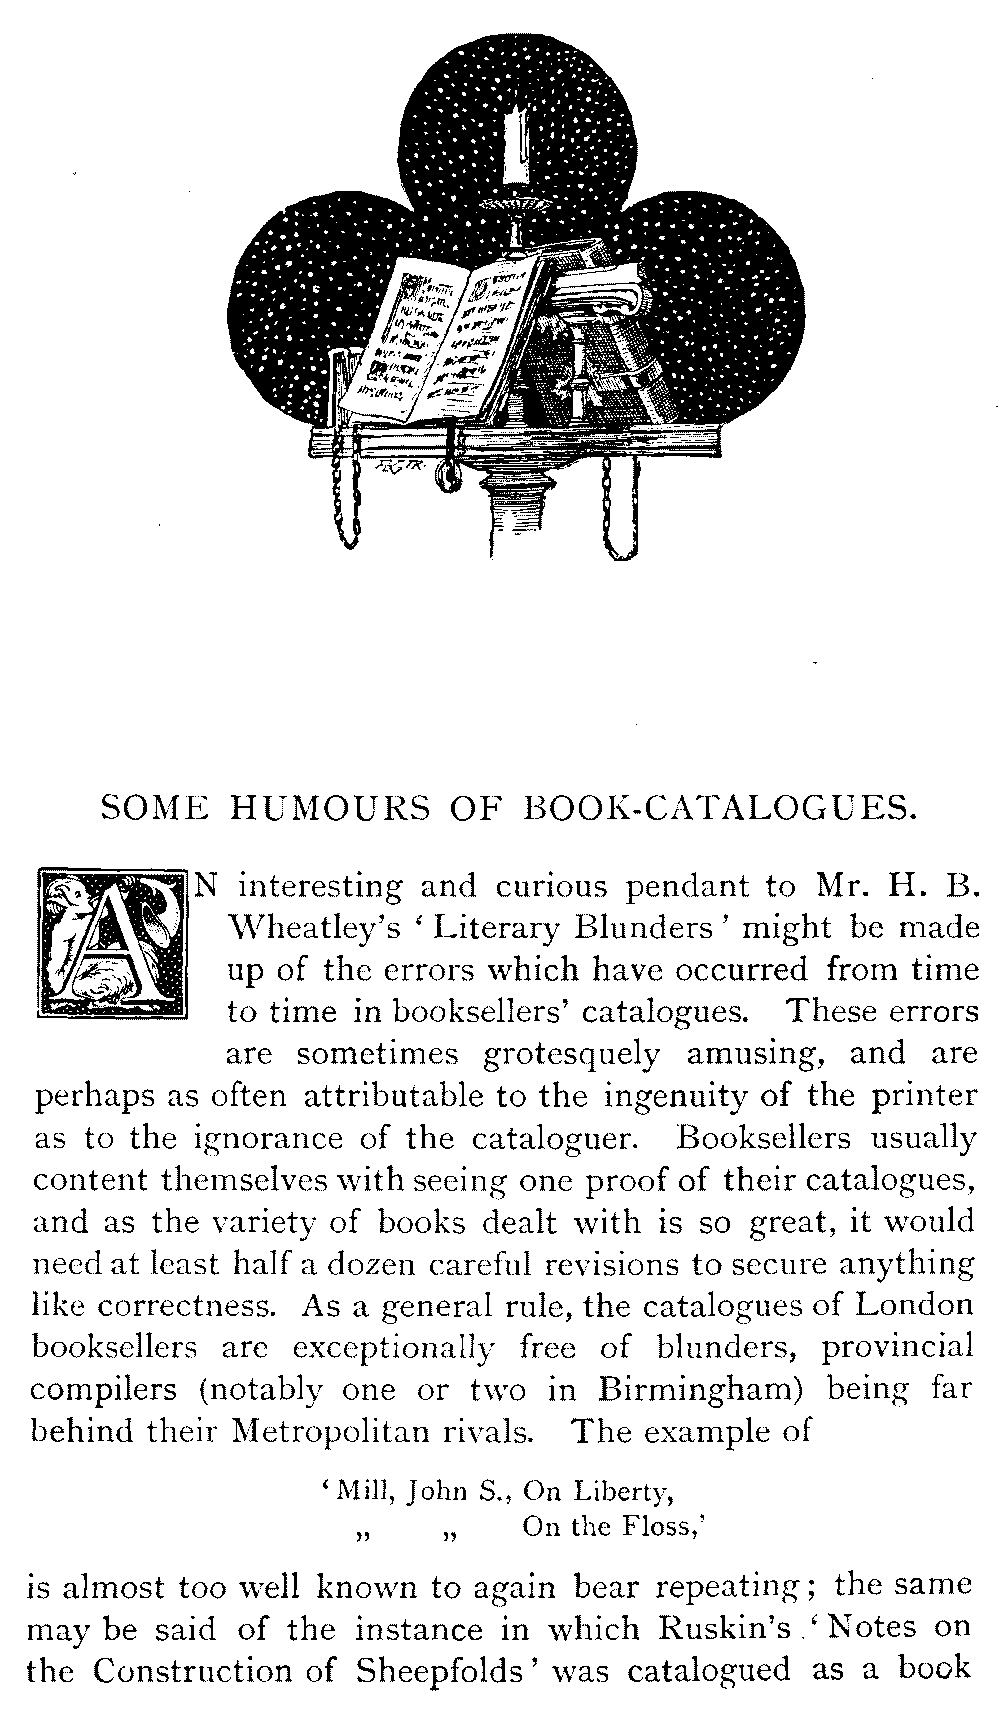 SOME HUMOURS OF BOOK-CATALOGUES.
AN interesting and curious pendant to Mr. H. B.
Wheatley's ‘ Literary Blunders ’ might be made
up of the errors which have occurred from time
to time in booksellers’ catalogues. These errors
are sometimes grotesquely amusing, and are
perhaps as often attributable to the ingenuity of the printer
as to the ignorance of the cataloguer. Booksellers usually
content themselves with seeing one proof of their catalogues,
and as the variety of books dealt with is so great, it would
need at least half a dozen careful revisions to secure anything
like correctness. As a general rule, the catalogues of London
booksellers are exceptionally free of blunders, provincial
compilers (notably one or two in Birmingham) being far
behind their Metropolitan rivals. The example of
‘ Mill, John S., On Liberty,
„ „ On the Floss,’
is almost too well known to again bear repeating ; the same
may be said of the instance in which Ruskin's ‘ Notes on
the Construction of Sheepfolds ’ was catalogued as a book